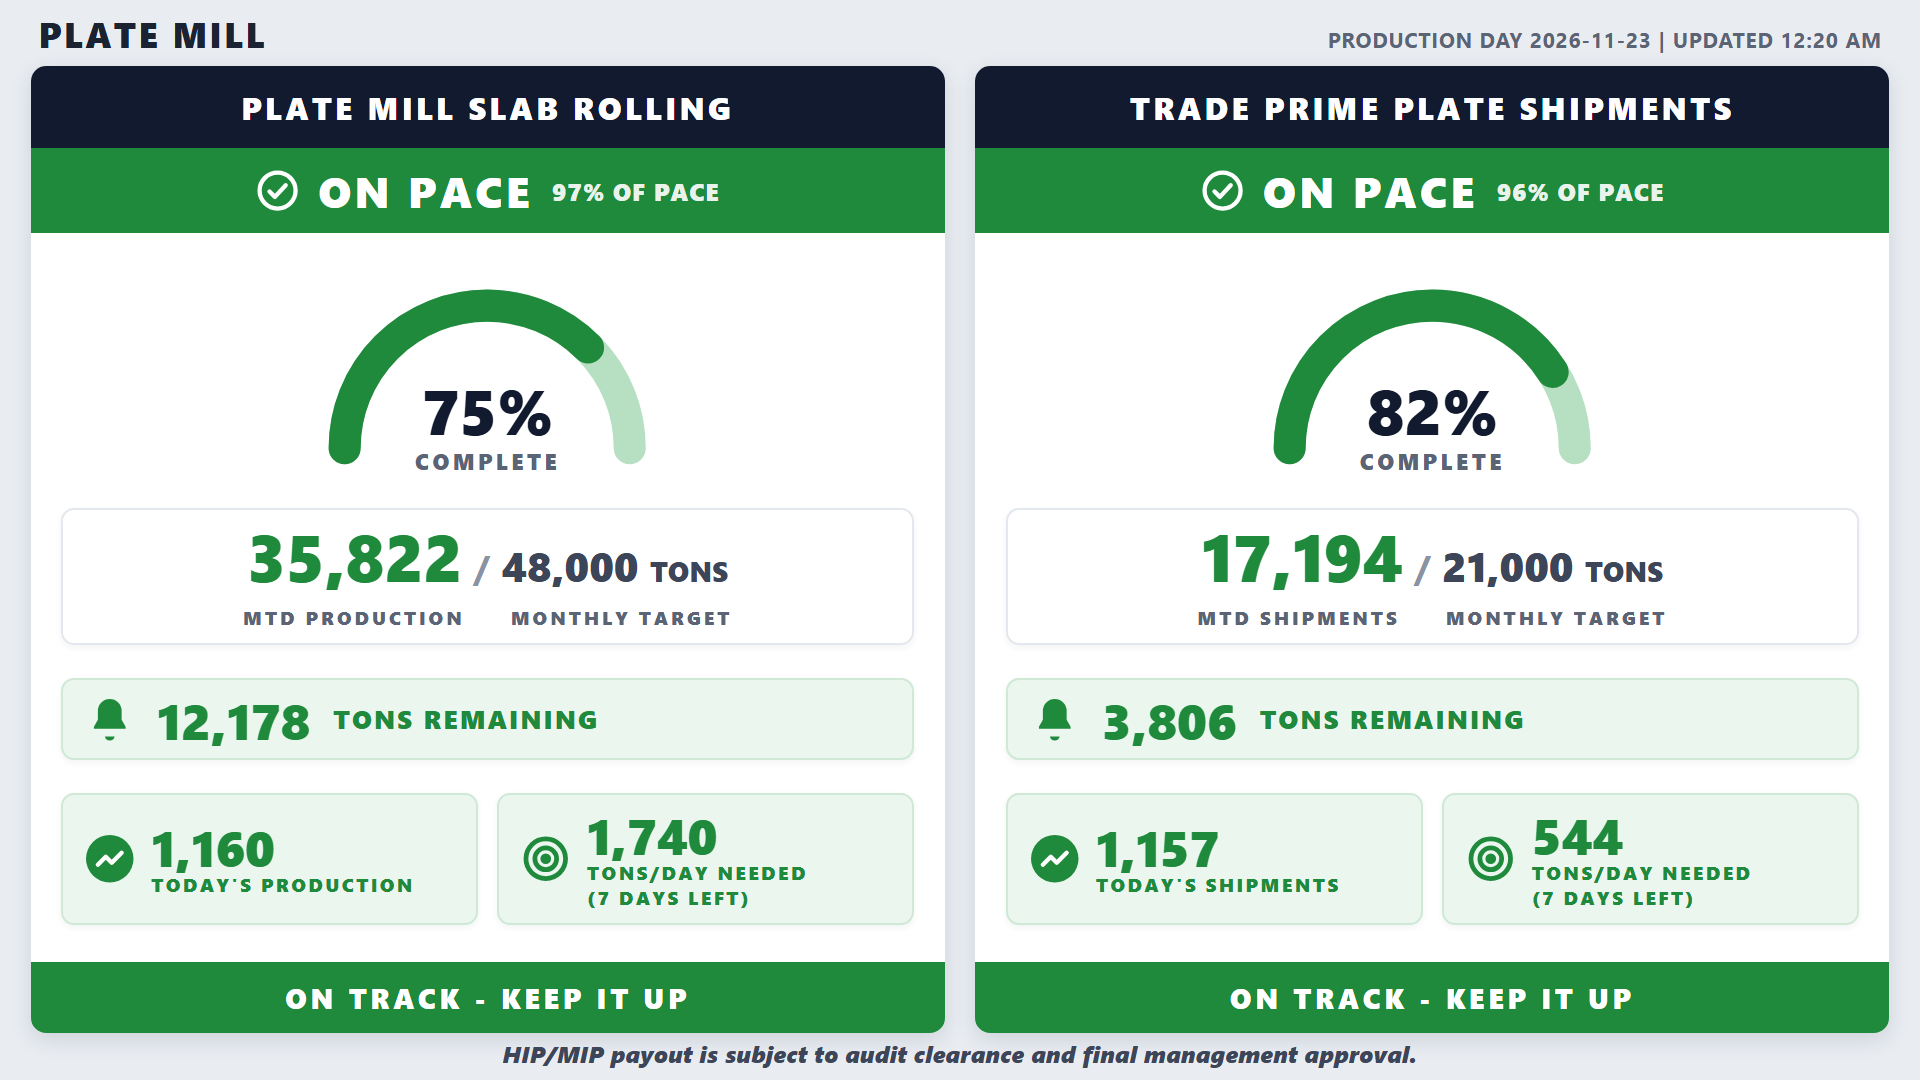 PLATE MILL
PRODUCTION DAY 2026-11-23 | UPDATED 12:20 AM
PLATE MILL SLAB ROLLING
ON PACE 97% OF PACE
75%
COMPLETE
35,822 / 48,000 TONS
MTD PRODUCTION MONTHLY TARGET
12,178 TONS REMAINING
1,160
TODAY'S PRODUCTION
1,740
TONS/DAY NEEDED
(7 DAYS LEFT)
ON TRACK - KEEP IT UP
TRADE PRIME PLATE SHIPMENTS
ON PACE 96% OF PACE
82%
COMPLETE
17,194 / 21,000 TONS
MTD SHIPMENTS MONTHLY TARGET
3,806 TONS REMAINING
1,157
TODAY'S SHIPMENTS
544
TONS/DAY NEEDED
(7 DAYS LEFT)
ON TRACK - KEEP IT UP
HIP/MIP payout is subject to audit clearance and final management approval.